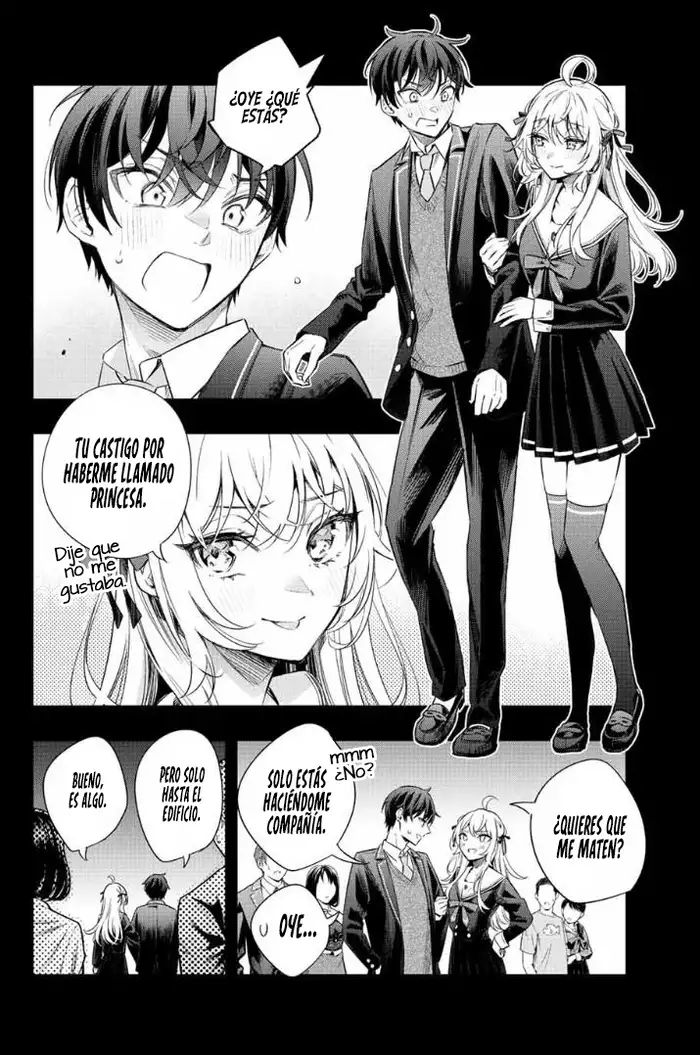 ¿OYE ¿QUÉ
ESTÁS?
TU CASTIGO POR
HABERME LLAMADO
PRINCESA.
Dije que
no me
gustaba.
¿QUIERES QUE
ME MATEN?
mmm
¿No?
SOLO ESTÁS
HACIÉNDOME
COMPAÑÍA.
OYE...
PERO SOLO
HASTA EL
EDIFICIO.
BUENO,
ES ALGO.